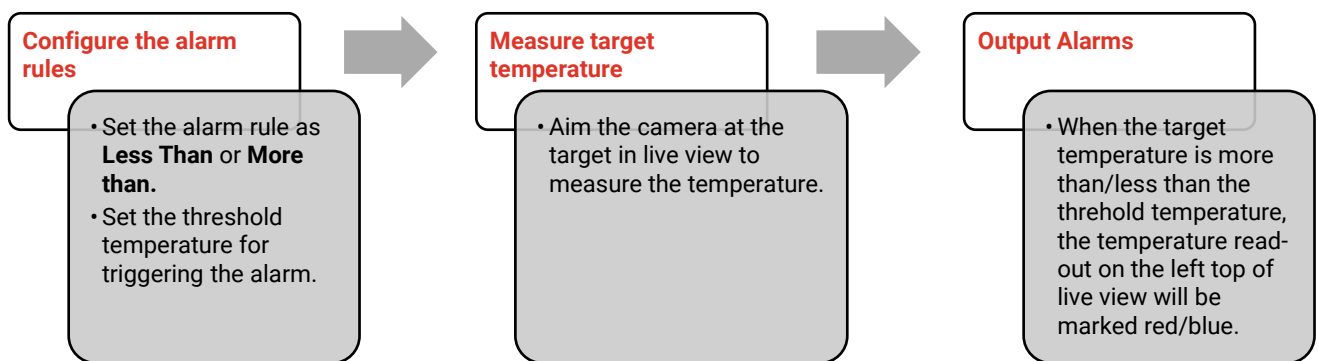 Configure the alarm
rules
• Set the alarm rule as
Less Than or More
than.
• Set the threshold
temperature for
triggering the alarm.
Measure target
temperature
• Aim the camera at the
target in live view to
measure the temperature.
Output Alarms
• When the target
temperature is more
than/less than the
threhold temperature,
the temperature read-
out on the left top of
live view will be
marked red/blue.